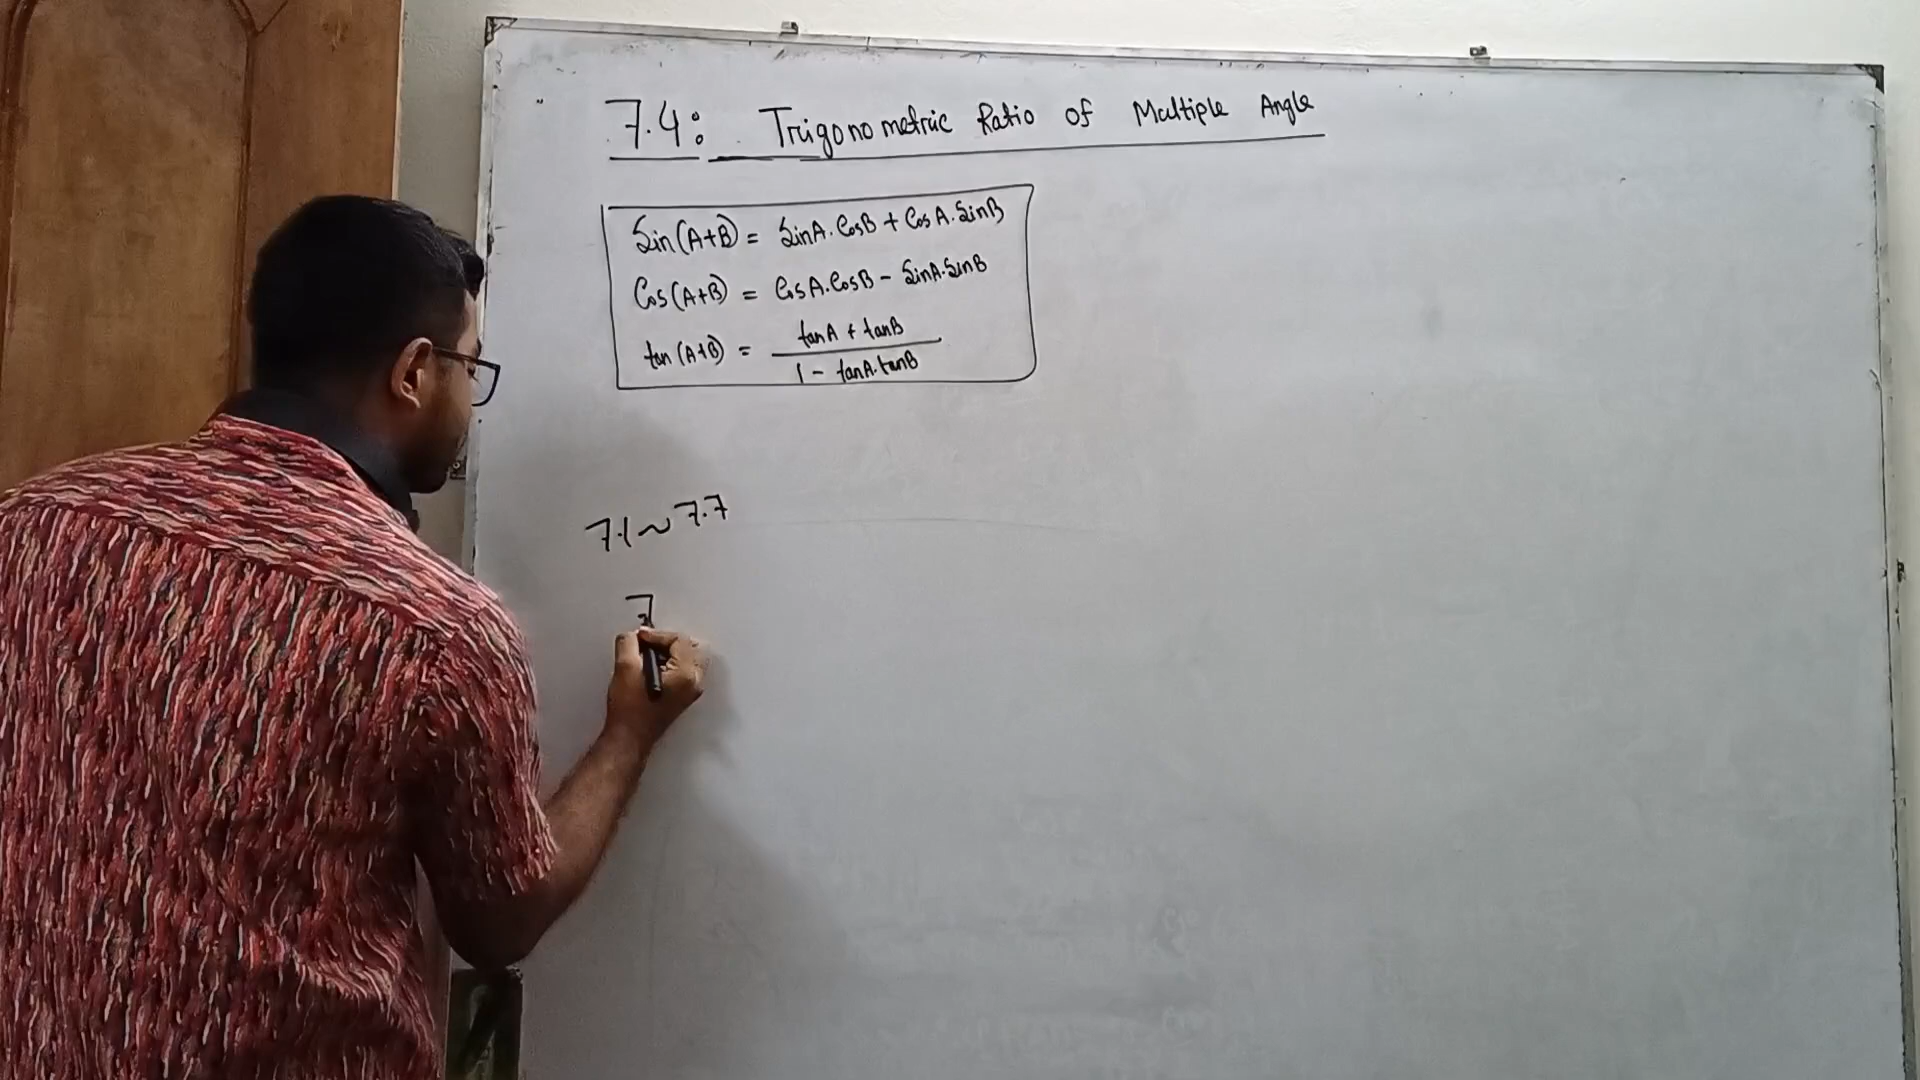 7.4: Trigonometric Ratio of Multiple Angle
Sin(A+B) = SinA.CosB + CosA.SinB
Cos(A+B) = CosA.CosB - SinA.SinB
tan(A+B) = tanA + tanB
1 - tanA.tanB
7.1 ~ 7.7
7